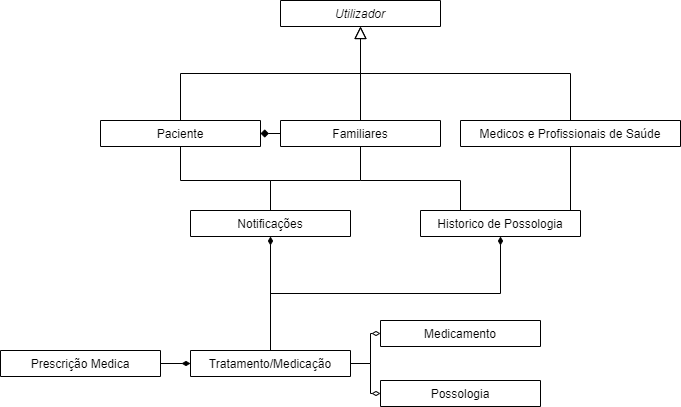 Utilizador
Paciente
Familiares
Medicos e Profissionais de Saúde
Notificações
Historico de Possologia
Medicamento
Prescrição Medica
Tratamento/Medicação
Possologia